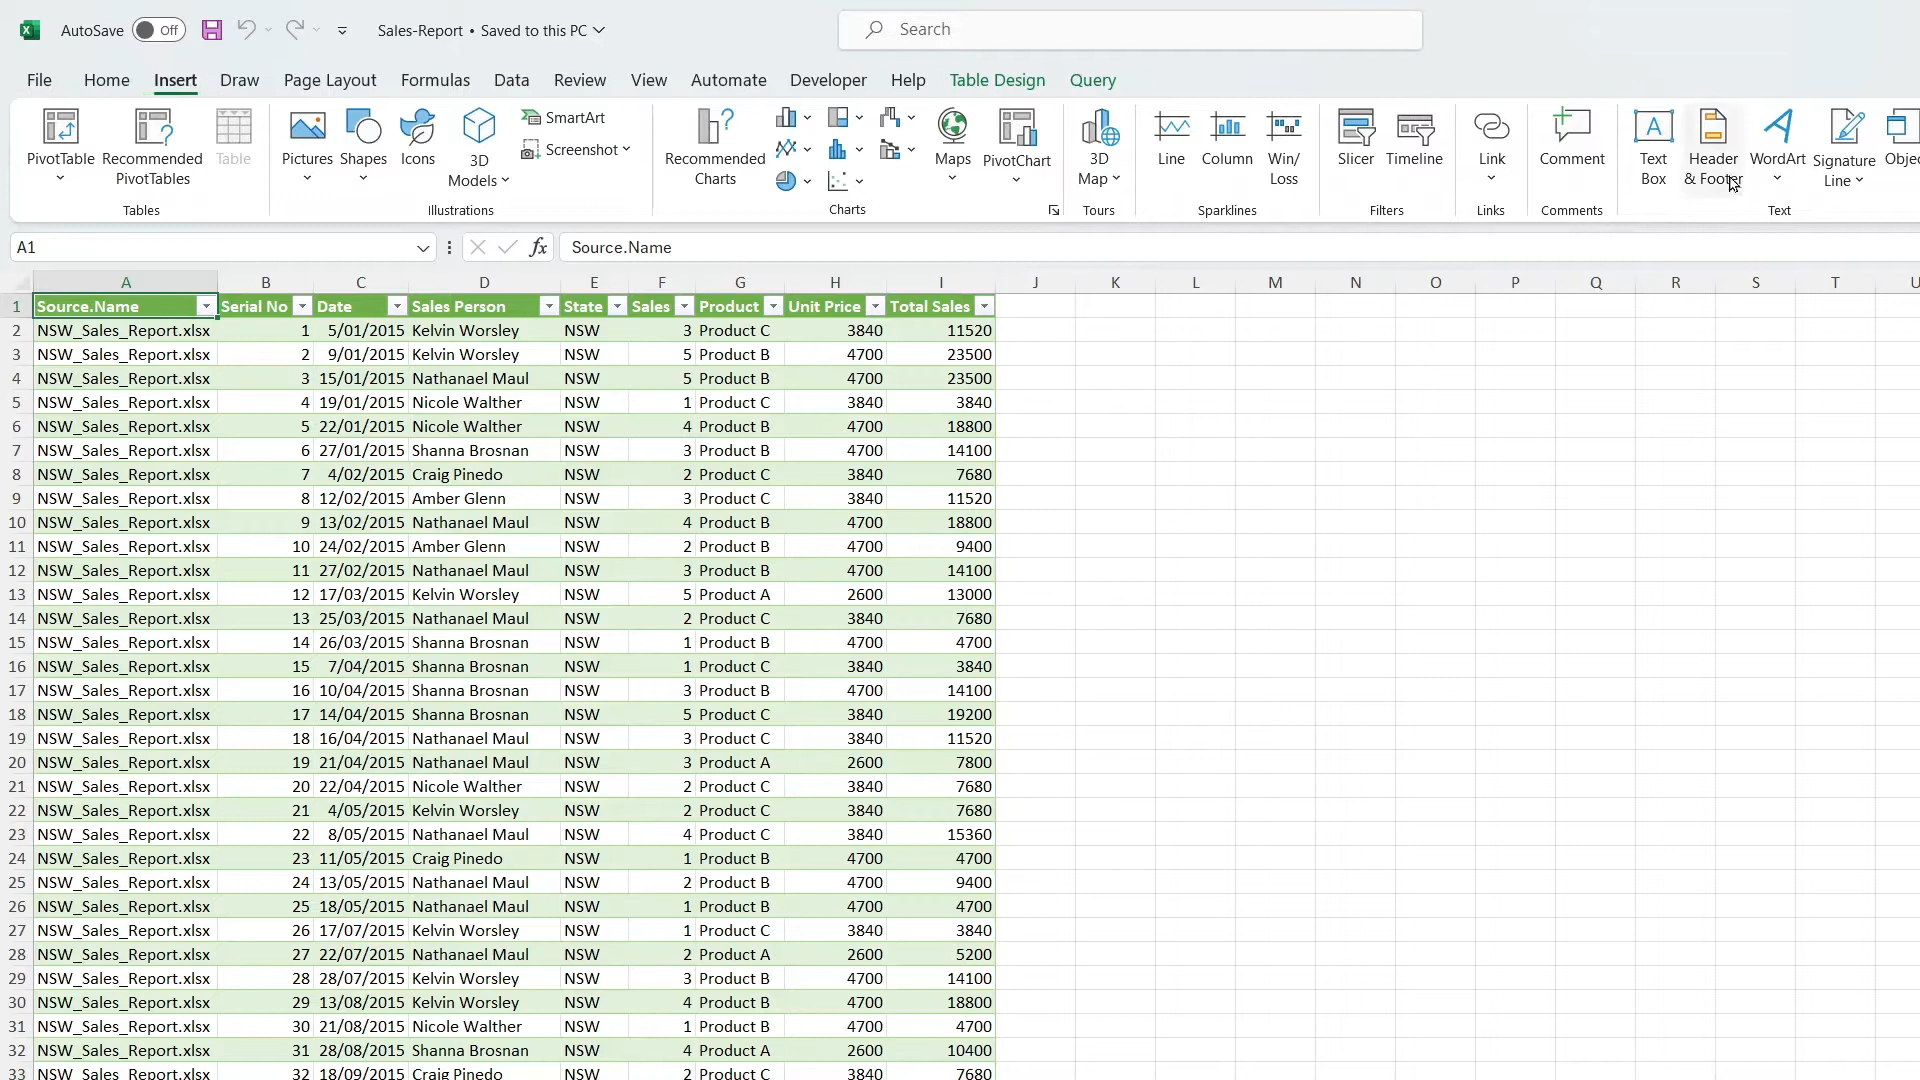 AutoSave Off Sales-Report • Saved to this PC Search
File Home Insert Draw Page Layout Formulas Data Review View Automate Developer Help Table Design Query
PivotTable Recommended PivotTables Table Pictures Shapes Icons 3D Models SmartArt Screenshot Recommended Charts Maps PivotChart 3D Map Line Column Win/Loss Slicer Timeline Link Comment Text Box Header & Footer WordArt Signature Line
Tables Illustrations Charts Tours Sparklines Filters Links Comments Text
A1 fx Source.Name
A B C D E F G H I J K L M N O P Q R S T U
1 Source.Name Serial No Date Sales Person State Sales Product Unit Price Total Sales
2 NSW_Sales_Report.xlsx 1 5/01/2015 Kelvin Worsley NSW 3 Product C 3840 11520
3 NSW_Sales_Report.xlsx 2 9/01/2015 Kelvin Worsley NSW 5 Product B 4700 23500
4 NSW_Sales_Report.xlsx 3 15/01/2015 Nathanael Maul NSW 5 Product B 4700 23500
5 NSW_Sales_Report.xlsx 4 19/01/2015 Nicole Walther NSW 1 Product C 3840 3840
6 NSW_Sales_Report.xlsx 5 22/01/2015 Nicole Walther NSW 4 Product B 4700 18800
7 NSW_Sales_Report.xlsx 6 27/01/2015 Shanna Brosnan NSW 3 Product B 4700 14100
8 NSW_Sales_Report.xlsx 7 4/02/2015 Craig Pinedo NSW 2 Product C 3840 7680
9 NSW_Sales_Report.xlsx 8 12/02/2015 Amber Glenn NSW 3 Product C 3840 11520
10 NSW_Sales_Report.xlsx 9 13/02/2015 Nathanael Maul NSW 4 Product B 4700 18800
11 NSW_Sales_Report.xlsx 10 24/02/2015 Amber Glenn NSW 2 Product B 4700 9400
12 NSW_Sales_Report.xlsx 11 27/02/2015 Nathanael Maul NSW 3 Product B 4700 14100
13 NSW_Sales_Report.xlsx 12 17/03/2015 Kelvin Worsley NSW 5 Product A 2600 13000
14 NSW_Sales_Report.xlsx 13 25/03/2015 Nathanael Maul NSW 2 Product C 3840 7680
15 NSW_Sales_Report.xlsx 14 26/03/2015 Shanna Brosnan NSW 1 Product B 4700 4700
16 NSW_Sales_Report.xlsx 15 7/04/2015 Shanna Brosnan NSW 1 Product C 3840 3840
17 NSW_Sales_Report.xlsx 16 10/04/2015 Shanna Brosnan NSW 3 Product B 4700 14100
18 NSW_Sales_Report.xlsx 17 14/04/2015 Shanna Brosnan NSW 5 Product C 3840 19200
19 NSW_Sales_Report.xlsx 18 16/04/2015 Nathanael Maul NSW 3 Product C 3840 11520
20 NSW_Sales_Report.xlsx 19 21/04/2015 Nathanael Maul NSW 3 Product A 2600 7800
21 NSW_Sales_Report.xlsx 20 22/04/2015 Nicole Walther NSW 2 Product C 3840 7680
22 NSW_Sales_Report.xlsx 21 4/05/2015 Kelvin Worsley NSW 2 Product C 3840 7680
23 NSW_Sales_Report.xlsx 22 8/05/2015 Nathanael Maul NSW 4 Product C 3840 15360
24 NSW_Sales_Report.xlsx 23 11/05/2015 Craig Pinedo NSW 1 Product B 4700 4700
25 NSW_Sales_Report.xlsx 24 13/05/2015 Nathanael Maul NSW 2 Product B 4700 9400
26 NSW_Sales_Report.xlsx 25 18/05/2015 Nathanael Maul NSW 1 Product B 4700 4700
27 NSW_Sales_Report.xlsx 26 17/07/2015 Kelvin Worsley NSW 1 Product C 3840 3840
28 NSW_Sales_Report.xlsx 27 22/07/2015 Nathanael Maul NSW 2 Product A 2600 5200
29 NSW_Sales_Report.xlsx 28 28/07/2015 Kelvin Worsley NSW 3 Product B 4700 14100
30 NSW_Sales_Report.xlsx 29 13/08/2015 Kelvin Worsley NSW 4 Product B 4700 18800
31 NSW_Sales_Report.xlsx 30 21/08/2015 Nicole Walther NSW 1 Product B 4700 4700
32 NSW_Sales_Report.xlsx 31 28/08/2015 Shanna Brosnan NSW 4 Product A 2600 10400
33 NSW_Sales_Report.xlsx 32 18/09/2015 Craig Pinedo NSW 2 Product C 3840 7680